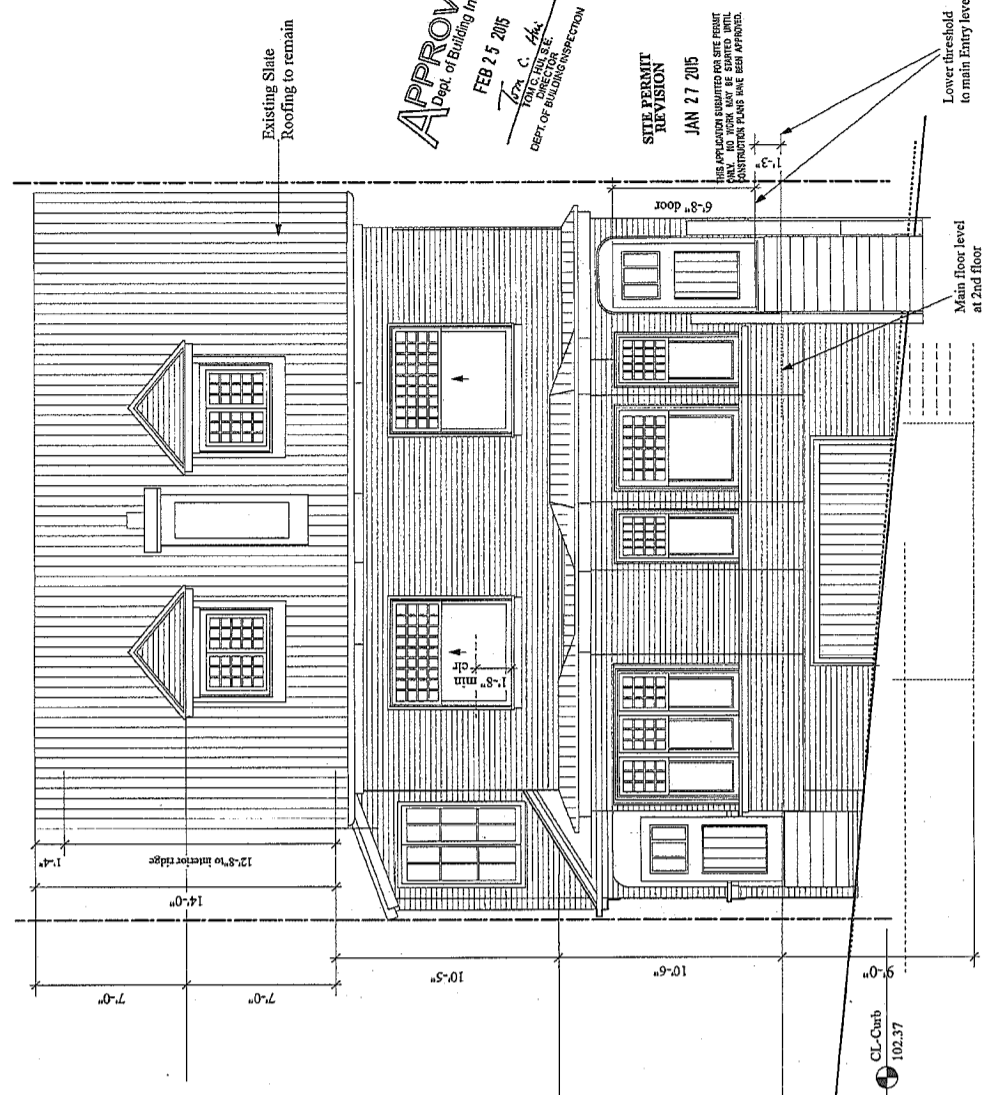 Existing Slate
Roofing to remain
APPROV
Dept. of Building In
FEB 25 2015
Tom C. Hui
TOM C. HUI, S.E.
DIRECTOR
DEPT. OF BUILDING INSPECTION
SITE PERMIT
REVISION
JAN 27 2015
THIS APPLICATION SUBMITTED FOR SITE PERMIT
ONLY. NO WORK MAY BE STARTED UNTIL
CONSTRUCTION PLANS HAVE BEEN APPROVED.
Lower threshold
to main Entry leve
1'-3"
6'-8" door
Main floor level
at 2nd floor
1'-8"
min
clr
1'-4"
12'-8" to interior ridge
14'-0"
7'-0"
7'-0"
10'-5"
10'-6"
9'-0"
CL-Curb
102.37